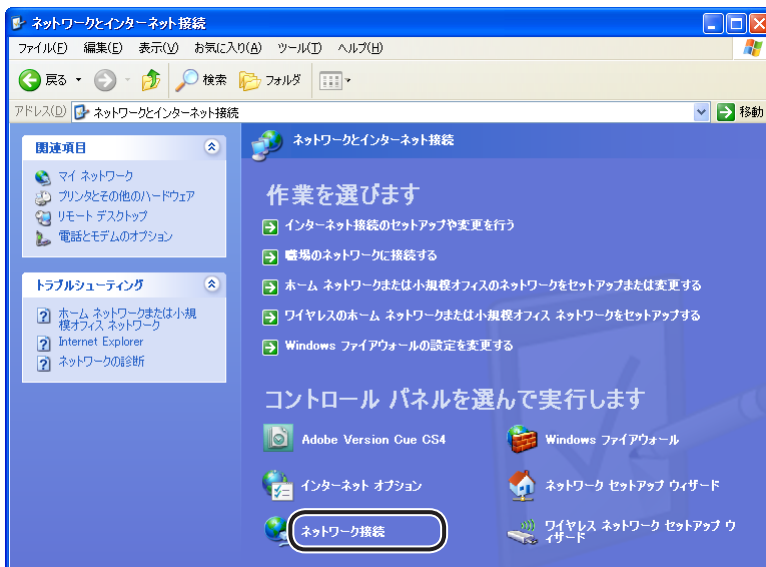 ネットワークとインターネット接続
ファイル(F) 編集(E) 表示(V) お気に入り(A) ツール(T) ヘルプ(H)
戻る 検索 フォルダ
アドレス(D) ネットワークとインターネット接続 移動
関連項目
マイ ネットワーク
プリンタとその他のハードウェア
リモート デスクトップ
電話とモデムのオプション
トラブルシューティング
ホーム ネットワークまたは小規
模オフィス ネットワーク
Internet Explorer
ネットワークの診断
ネットワークとインターネット接続
作業を選びます
インターネット接続のセットアップや変更を行う
職場のネットワークに接続する
ホーム ネットワークまたは小規模オフィスのネットワークをセットアップまたは変更する
ワイヤレスのホーム ネットワークまたは小規模オフィス ネットワークをセットアップする
Windows ファイアウォールの設定を変更する
コントロール パネルを選んで実行します
Adobe Version Cue CS4
Windows ファイアウォール
インターネット オプション
ネットワーク セットアップ ウィザード
ネットワーク接続
ワイヤレス ネットワーク セットアップ ウ
ィザード